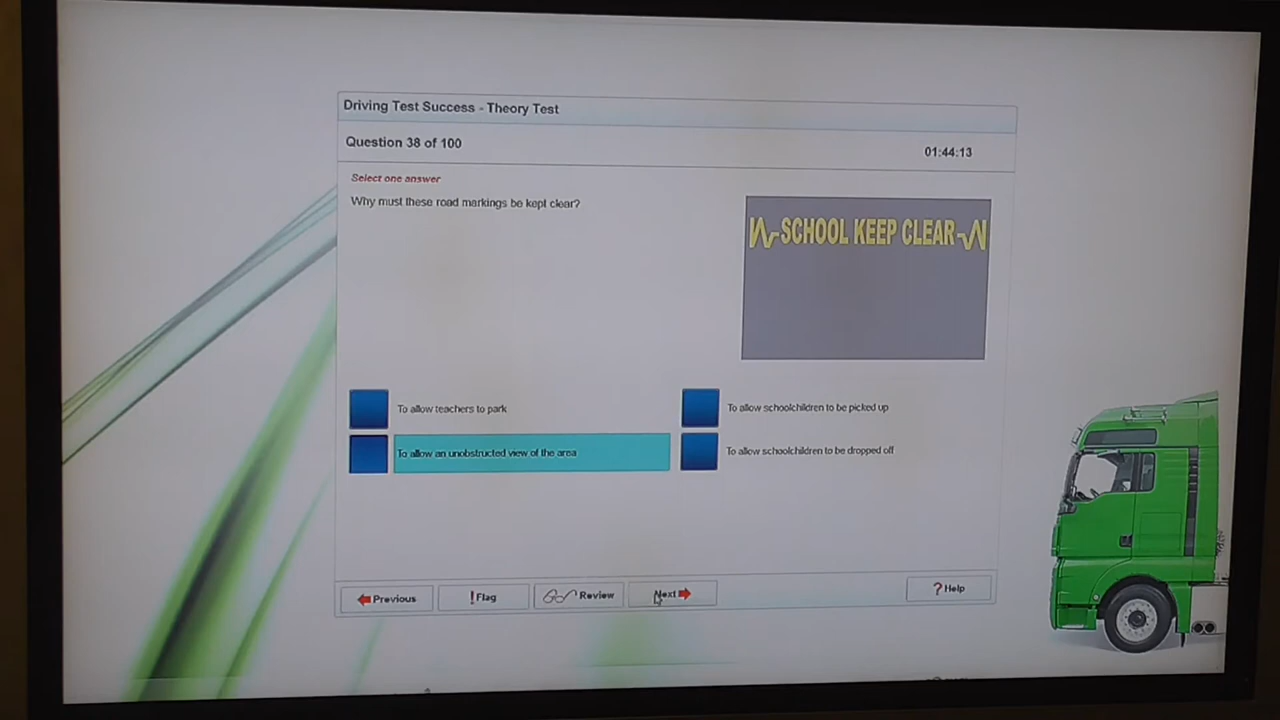 Driving Test Success - Theory Test
Question 38 of 100
01:44:13
Select one answer
Why must these road markings be kept clear?
SCHOOL KEEP CLEAR
To allow teachers to park
To allow schoolchildren to be picked up
To allow an unobstructed view of the area
To allow schoolchildren to be dropped off
Previous
!Flag
Review
Next
?Help